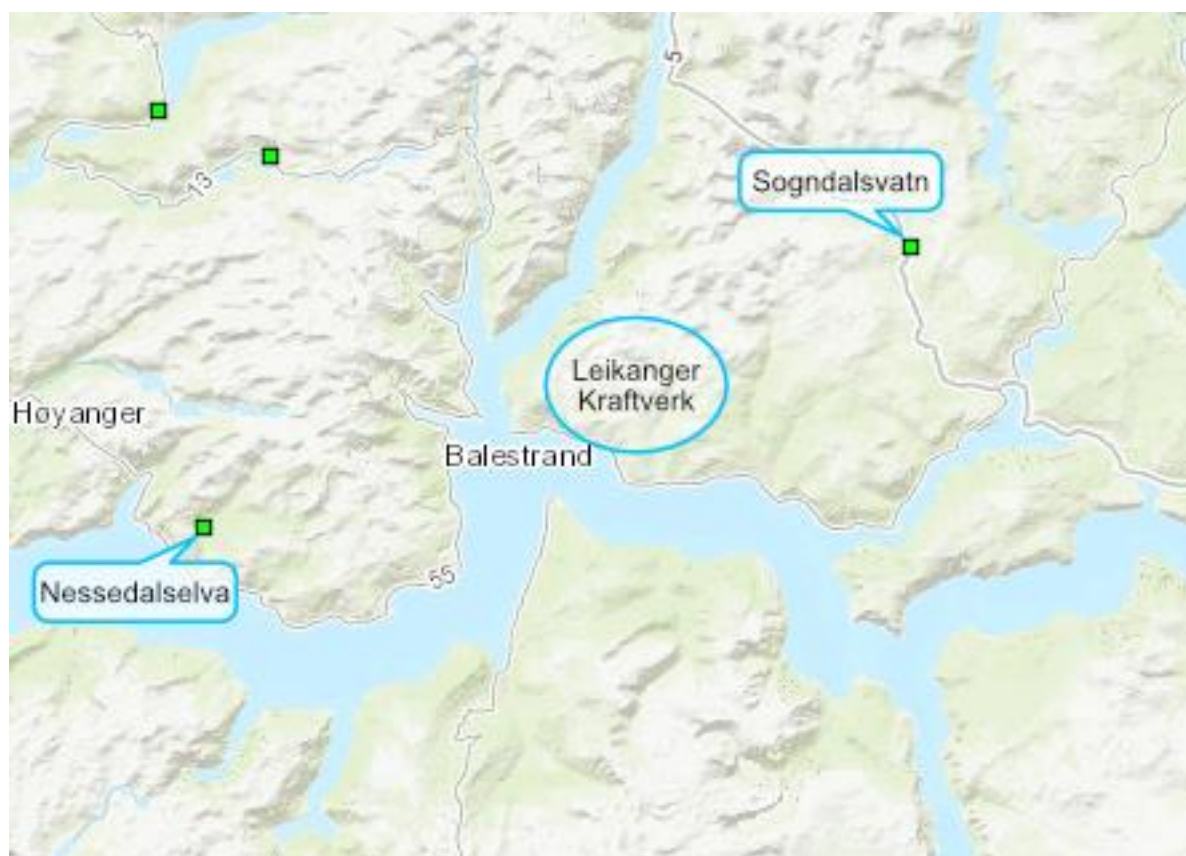 5
Sogndalsvatn
13
Leikanger
Kraftverk
Høyanger
Balestrand
55
Nessedalselva